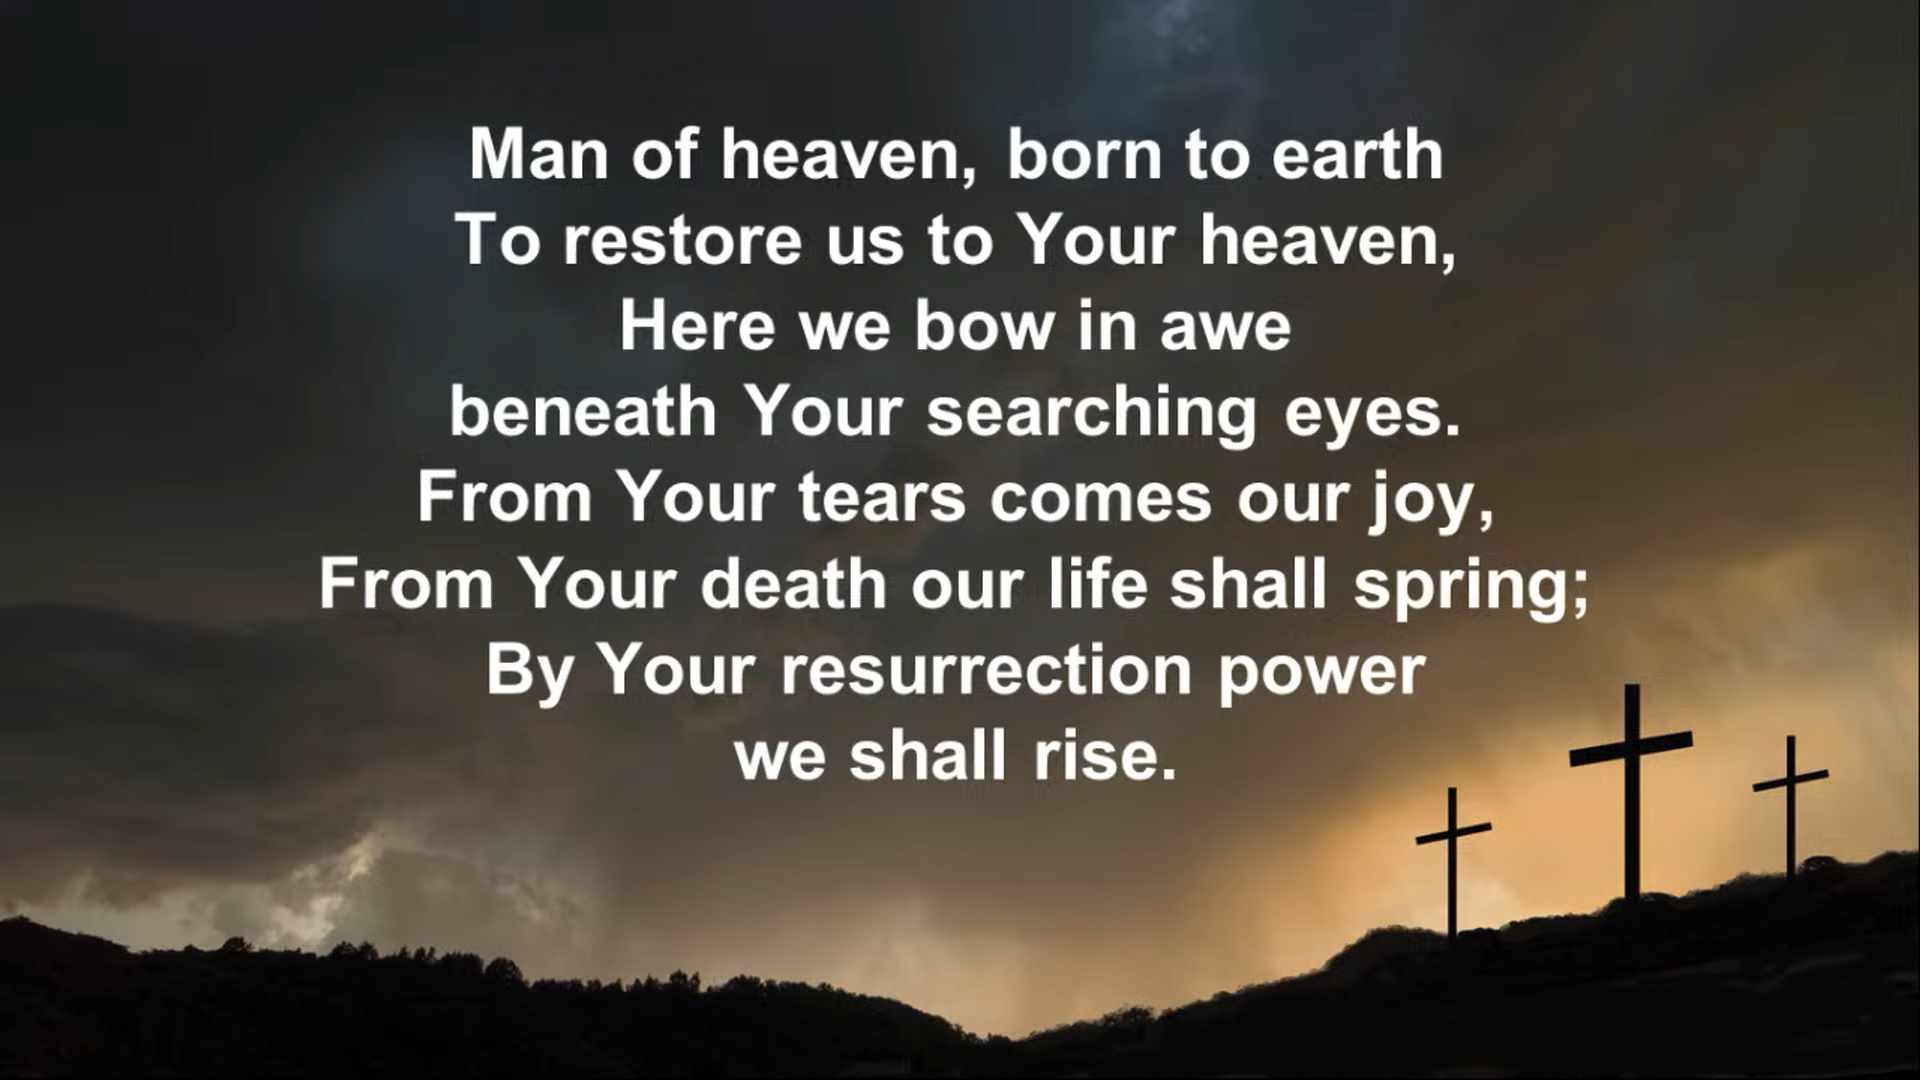 Man of heaven, born to earth
To restore us to Your heaven,
Here we bow in awe
beneath Your searching eyes.
From Your tears comes our joy,
From Your death our life shall spring;
By Your resurrection power
we shall rise.